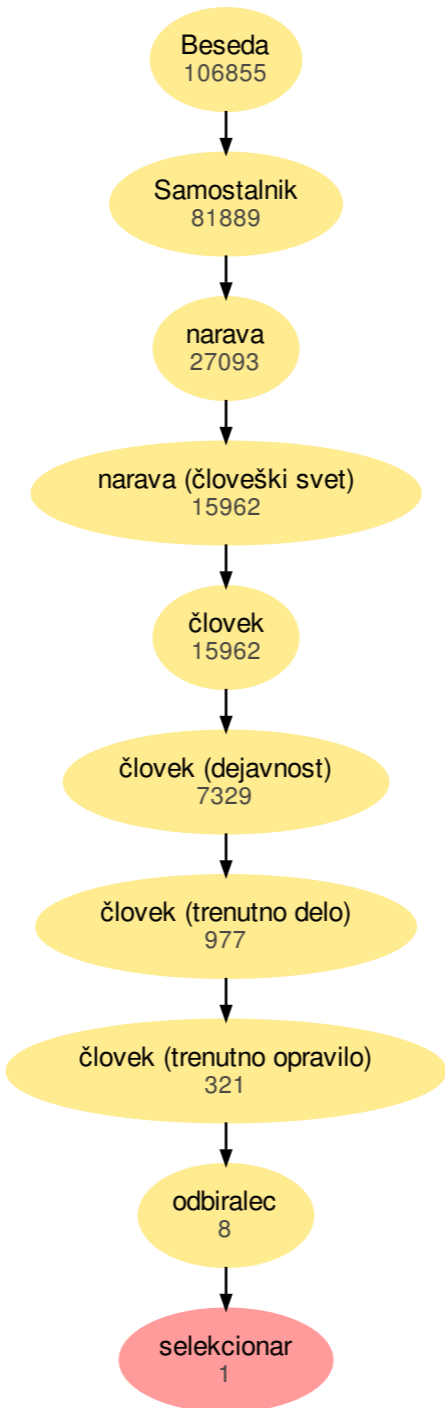 Beseda
106855
Samostalnik
81889
narava
27093
narava (človeški svet)
15962
človek
15962
človek (dejavnost)
7329
človek (trenutno delo)
977
človek (trenutno opravilo)
321
odbiralec
8
selekcionar
1